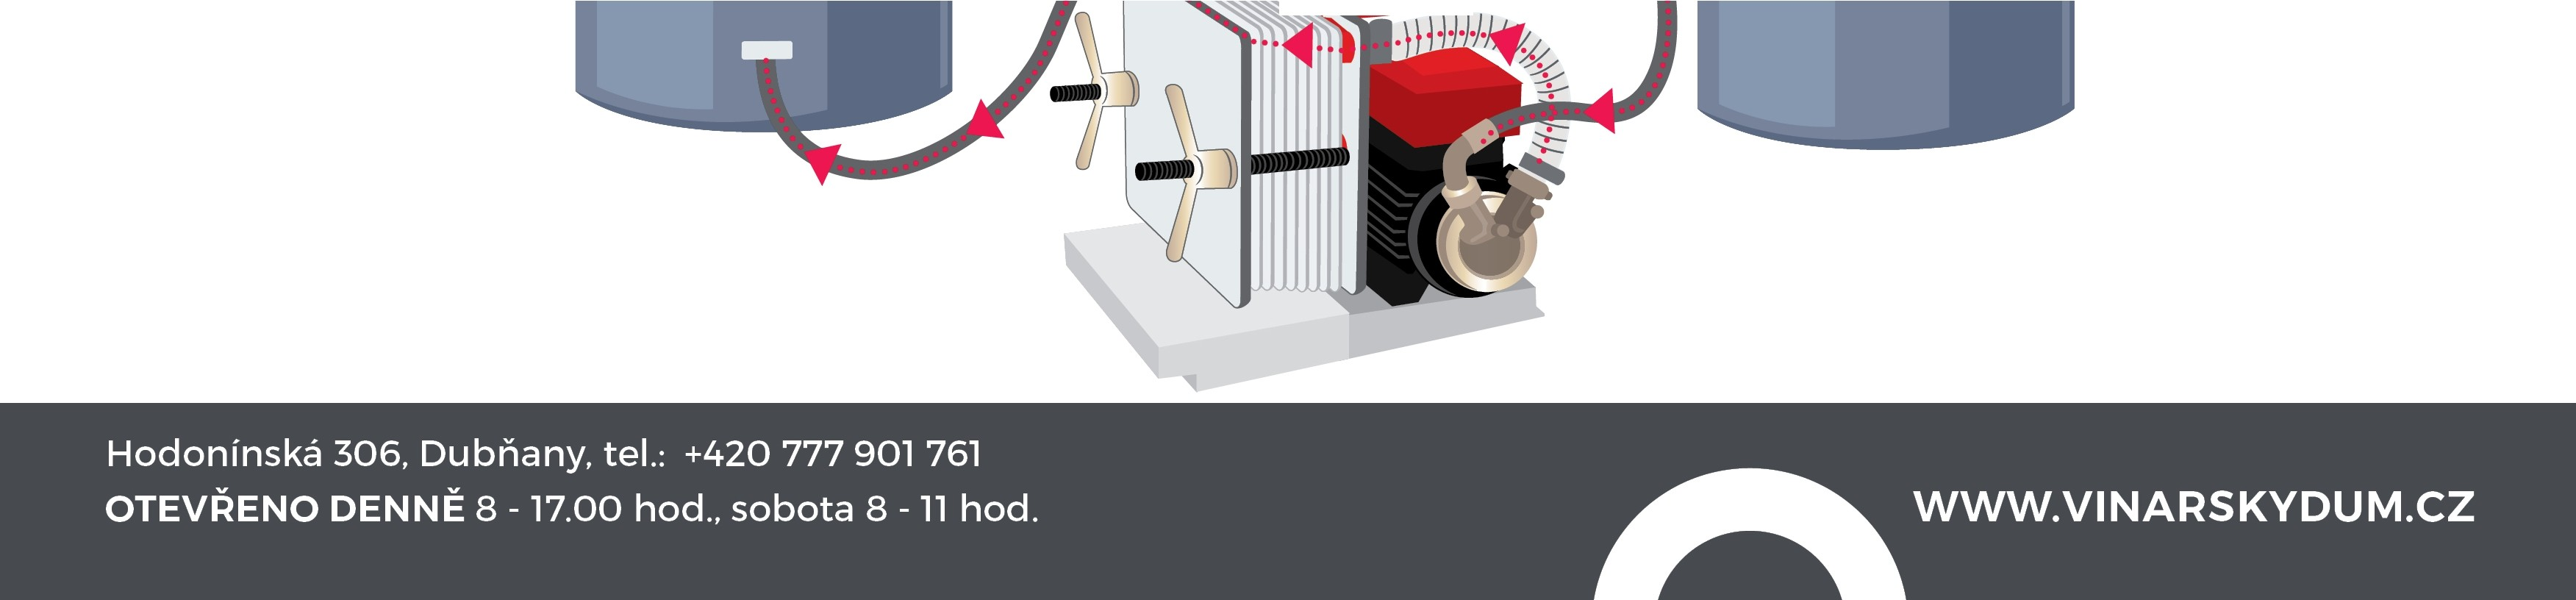 Hodonínská 306, Dubňany, tel.: +420 777 901 761
OTEVŘENO DENNĚ 8 - 17.00 hod., sobota 8 - 11 hod.
WWW.VINARSKYDUM.CZ